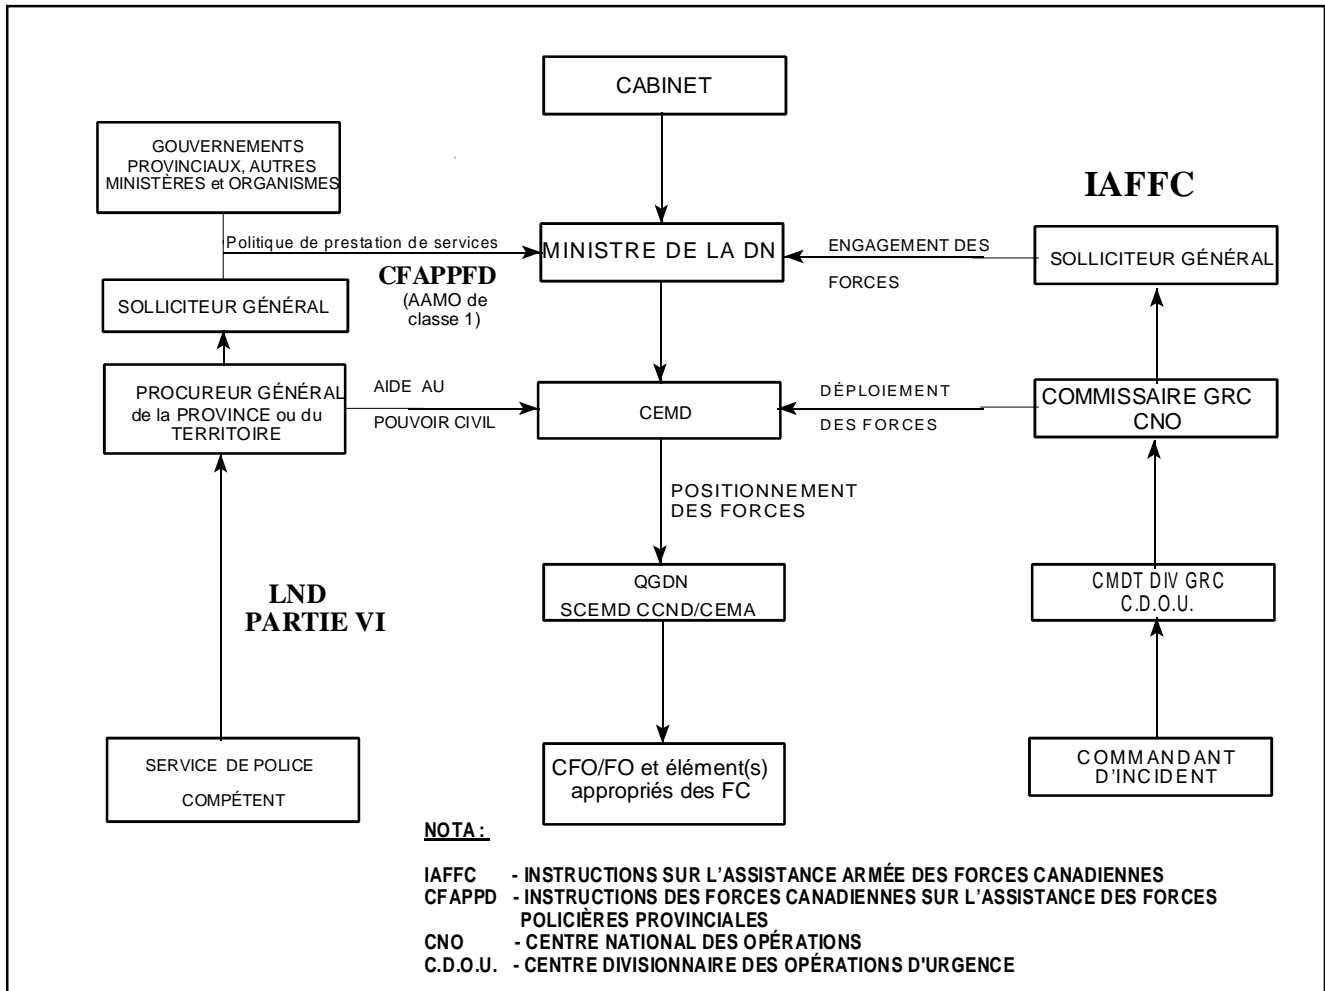 CABINET
GOUVERNEMENTS
PROVINCIAUX, AUTRES
MINISTÈRES et ORGANISMES
IAFFC
Politique de prestation de services
CFAPPFD
(AAMO de
classe 1)
MINISTRE DE LA DN
ENGAGEMENT DES
FORCES
SOLLICITEUR GÉNÉRAL
SOLLICITEUR GÉNÉRAL
PROCUREUR GÉNÉRAL
de la PROVINCE ou du
TERRITOIRE
AIDE AU
POUVOIR CIVIL
CEMD
DÉPLOIEMENT
DES FORCES
COMMISSAIRE GRC
CNO
POSITIONNEMENT
DES FORCES
LND
PARTIE VI
QGDN
SCEMD CCND/CEMA
CMDT DIV GRC
C.D.O.U.
SERVICE DE POLICE
COMPÉTENT
CFO/FO et élément(s)
appropriés des FC
COMMANDANT
D'INCIDENT
NOTA :
IAFFC - INSTRUCTIONS SUR L'ASSISTANCE ARMÉE DES FORCES CANADIENNES
CFAPPD - INSTRUCTIONS DES FORCES CANADIENNES SUR L'ASSISTANCE DES FORCES
POLICIÈRES PROVINCIALES
CNO - CENTRE NATIONAL DES OPÉRATIONS
C.D.O.U. - CENTRE DIVISIONNAIRE DES OPÉRATIONS D'URGENCE